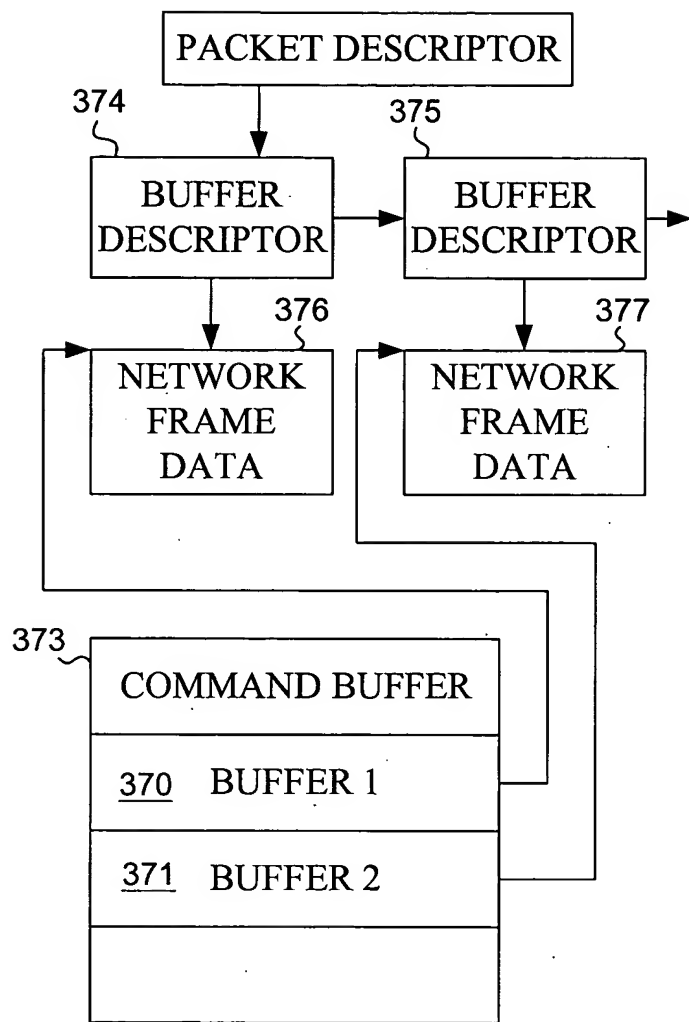 PACKET DESCRIPTOR
374
375
BUFFER
DESCRIPTOR
BUFFER
DESCRIPTOR
376
377
NETWORK
FRAME
DATA
NETWORK
FRAME
DATA
373
COMMAND BUFFER
370 BUFFER 1
371 BUFFER 2